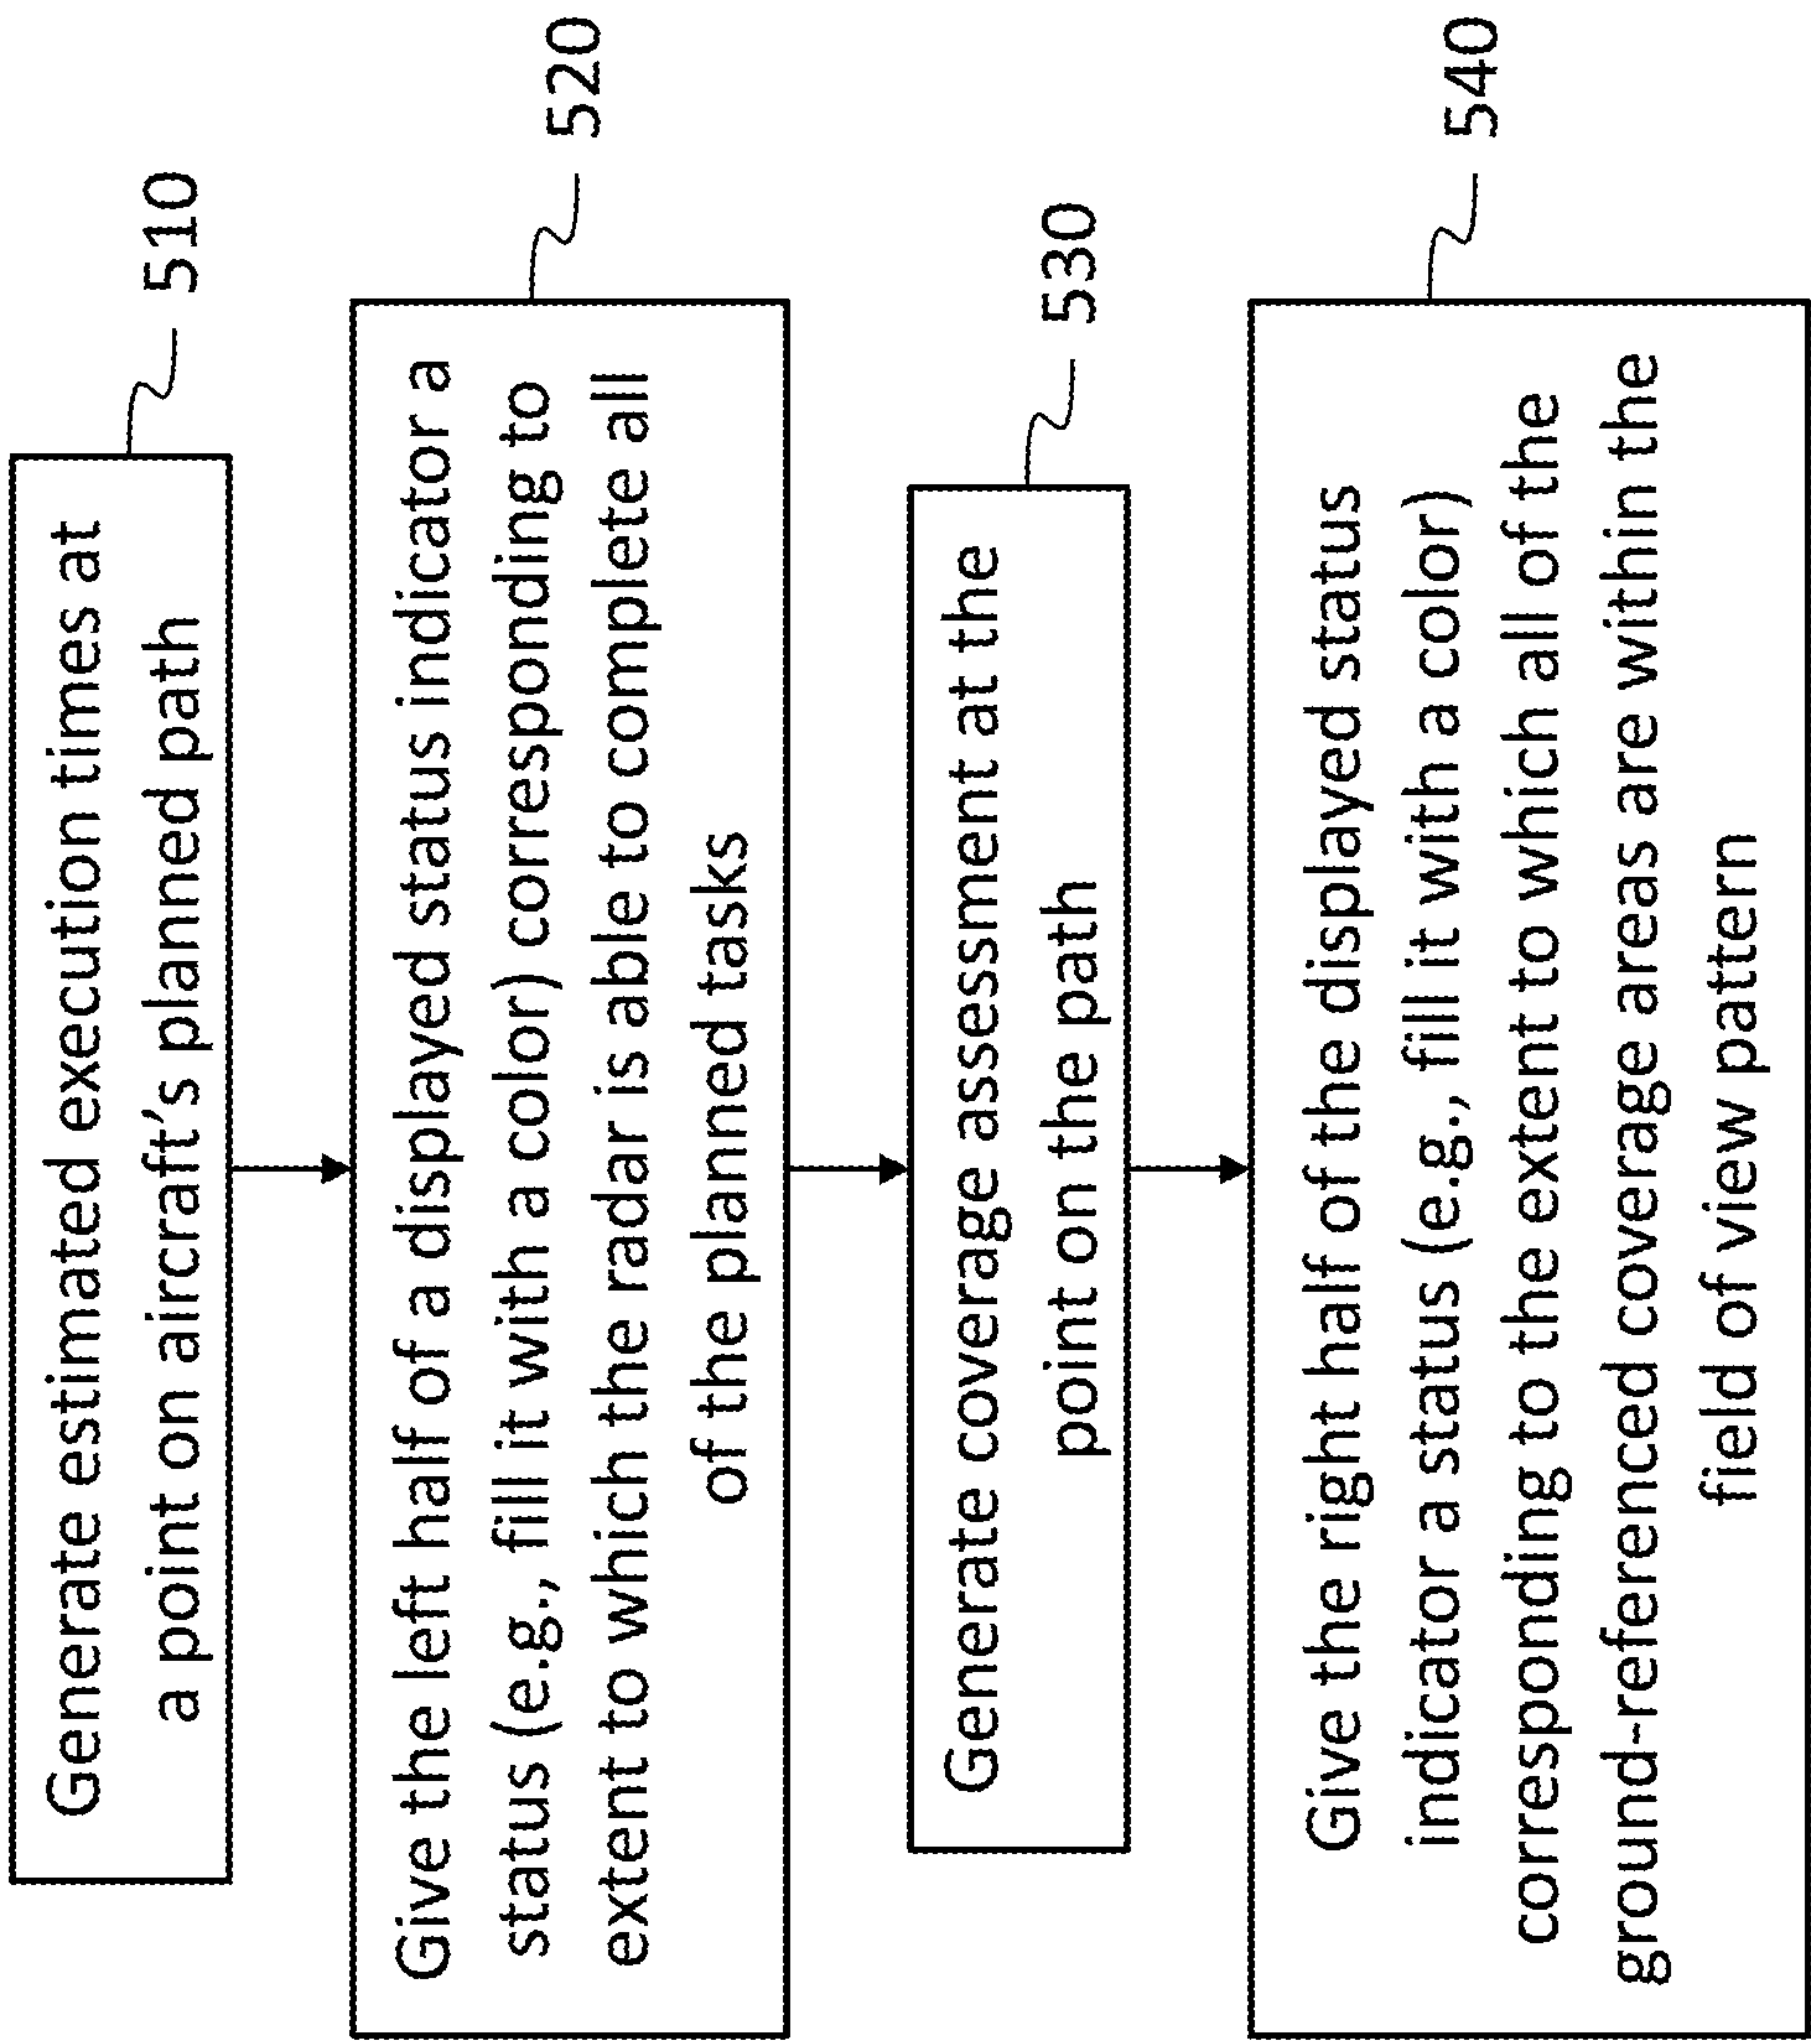 Generate estimated execution times at
a point on aircraft's planned path
510
Give the left half of a displayed status indicator a
status (e.g., fill it with a color) corresponding to
extent to which the radar is able to complete all
of the planned tasks
520
Generate coverage assessment at the
point on the path
530
Give the right half of the displayed status
indicator a status (e.g., fill it with a color)
corresponding to the extent to which all of the
ground-referenced coverage areas are within the
field of view pattern
540